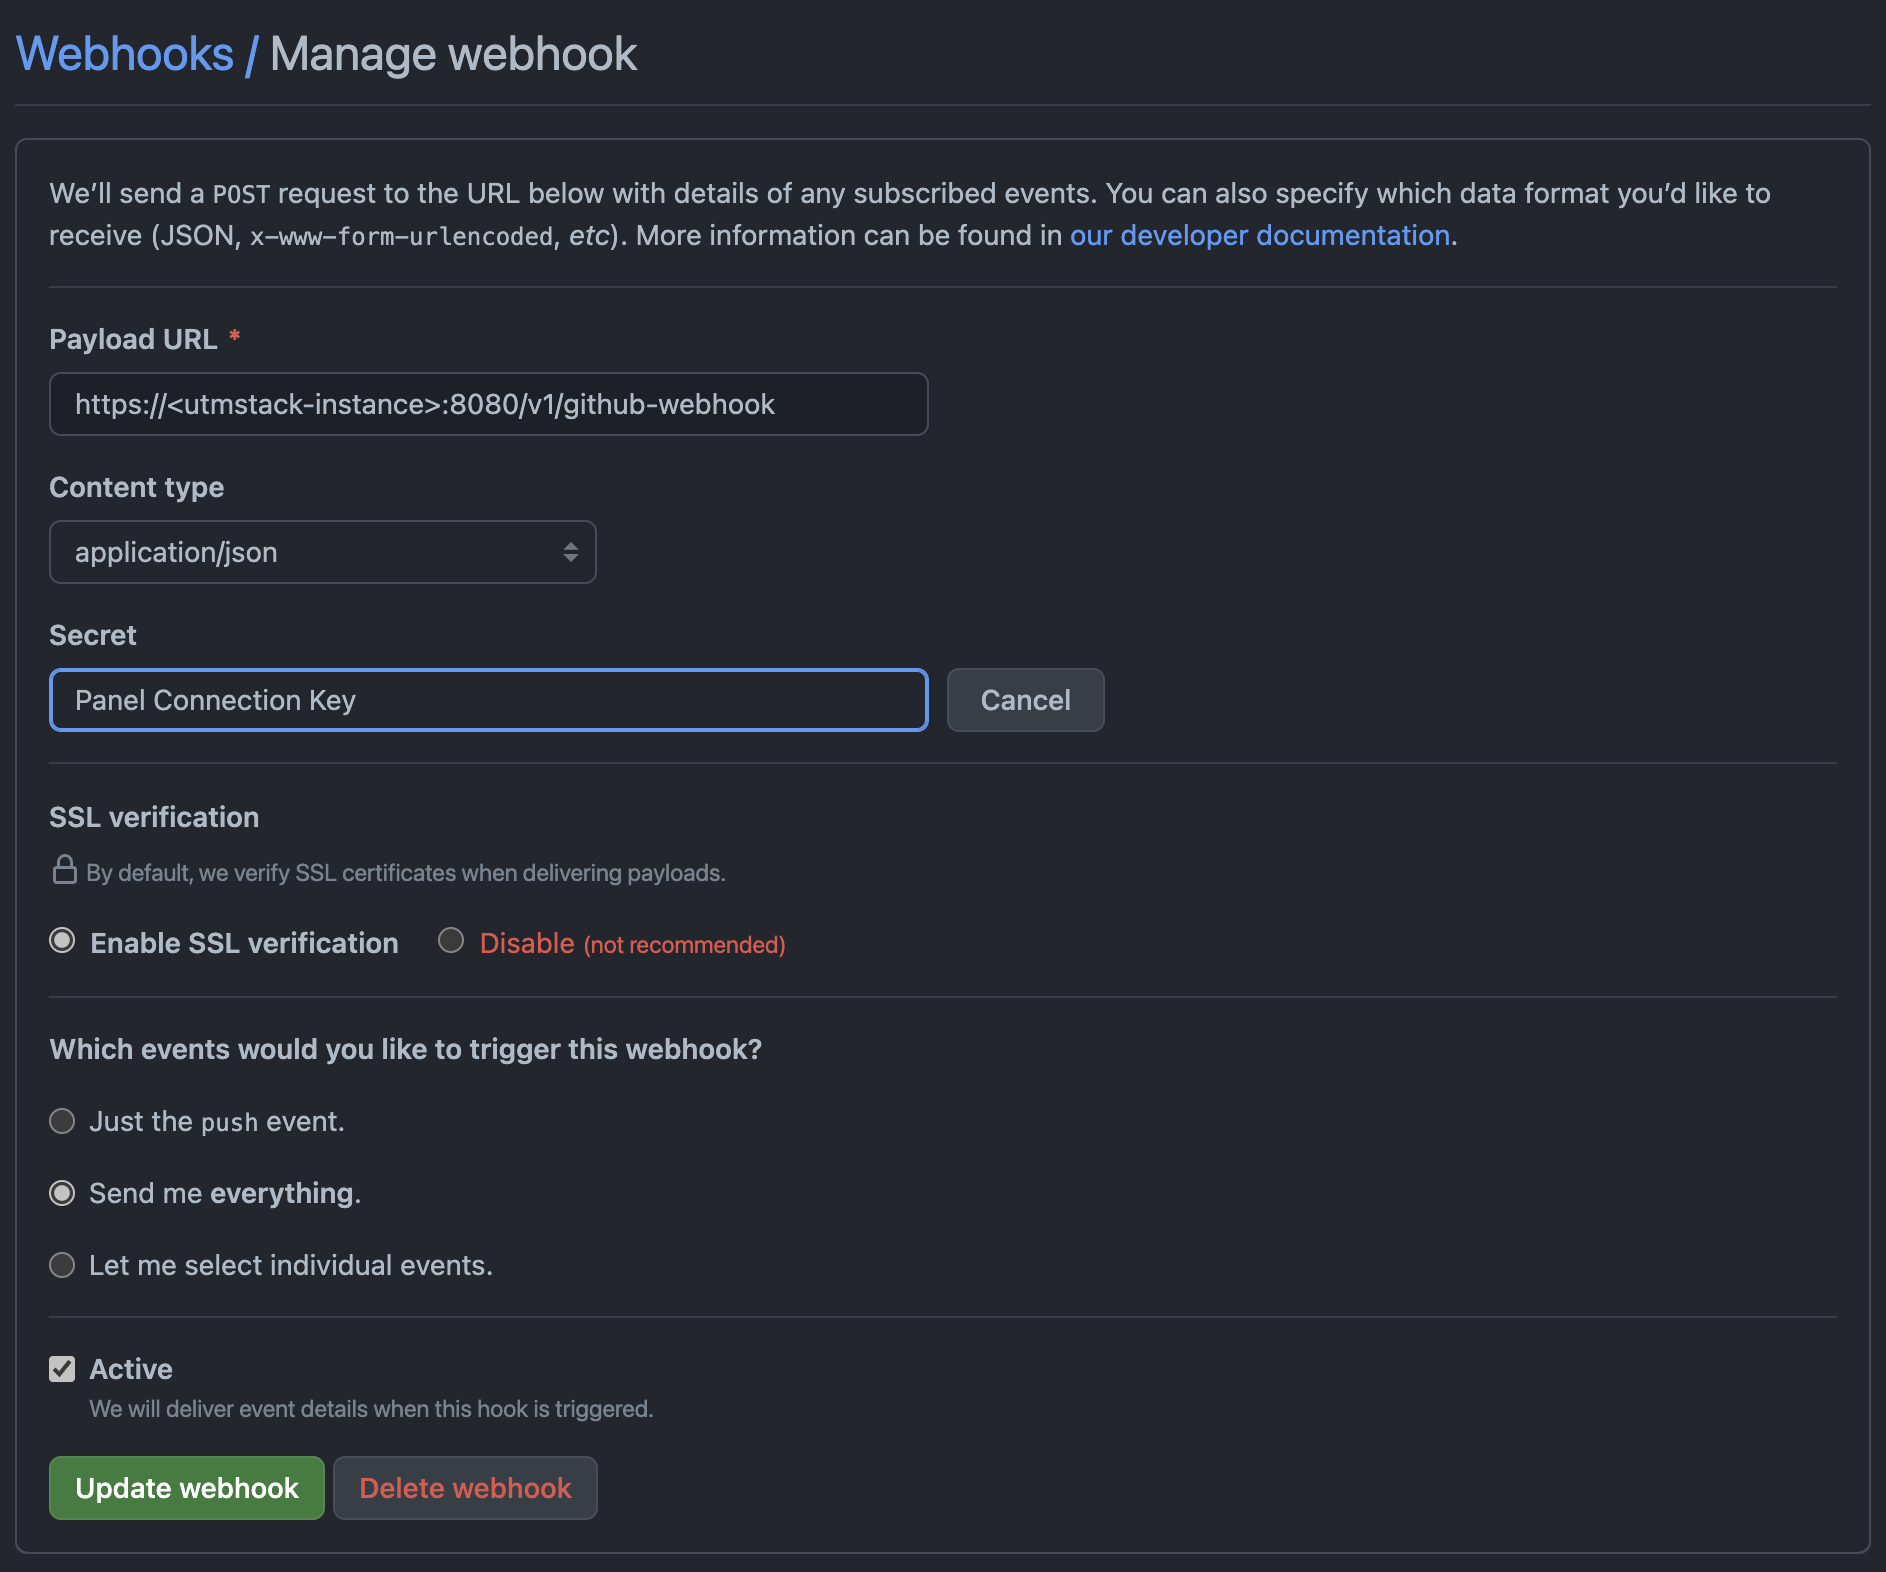 Webhooks / Manage webhook
We’ll send a POST request to the URL below with details of any subscribed events. You can also specify which data format you’d like to
receive (JSON, x-www-form-urlencoded, etc). More information can be found in our developer documentation.
Payload URL *
https://<utmstack-instance>:8080/v1/github-webhook
Content type
application/json
Secret
Panel Connection Key
Cancel
SSL verification
By default, we verify SSL certificates when delivering payloads.
Enable SSL verification Disable (not recommended)
Which events would you like to trigger this webhook?
Just the push event.
Send me everything.
Let me select individual events.
Active
We will deliver event details when this hook is triggered.
Update webhook Delete webhook